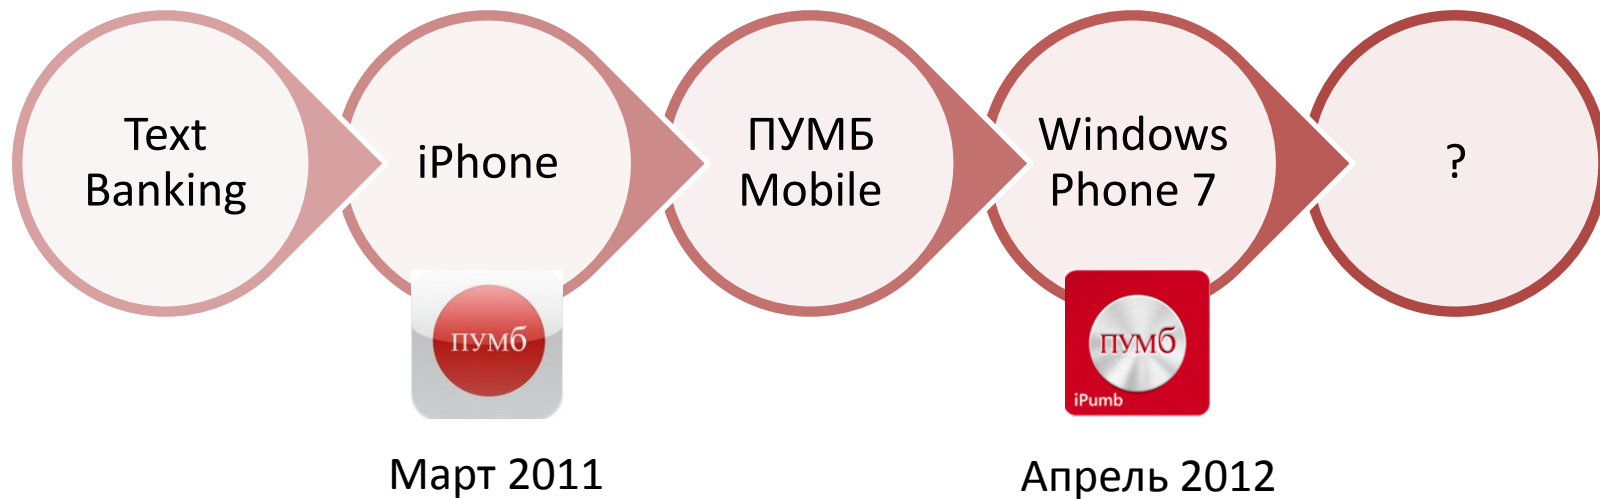 Text
Banking
iPhone
ПУМБ
Mobile
Windows
Phone 7
?
ПУМБ
ПУМБ
iPumb
Март 2011
Апрель 2012